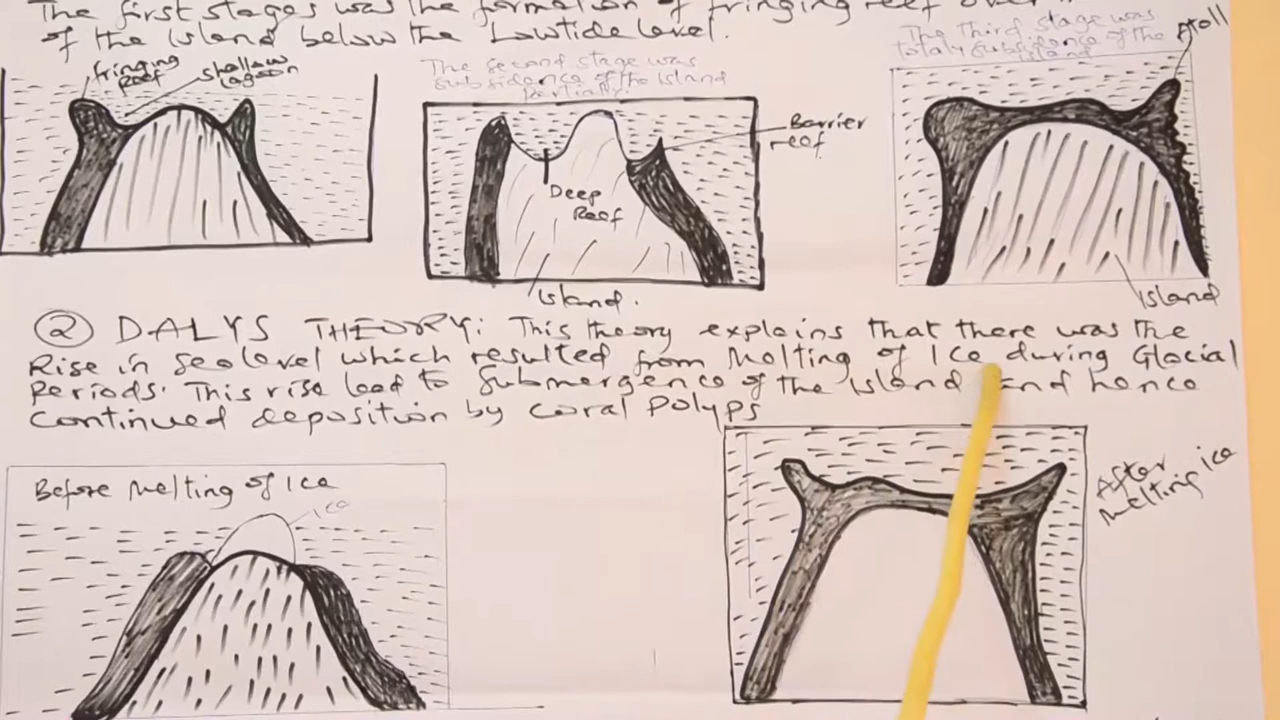 The first stages was the formation of fringing reef over
of the Island below the Lowtide level.
fringing
Reef
shallow
lagoon
The second stage was
subsidence of the Island
partially.
Barrier
reef
Deep
Reef
Island.
The third stage was
totaly subsidence of the
island
Atoll
Island
② DALYS THEORY: This theory explains that there was the
Rise in sea level which resulted from Melting of Ice during Glacial
Periods. This rise lead to Submergence of the Island and hence
continued deposition by coral Polyps
Before Melting of Ice
Ice
After
Melting ice